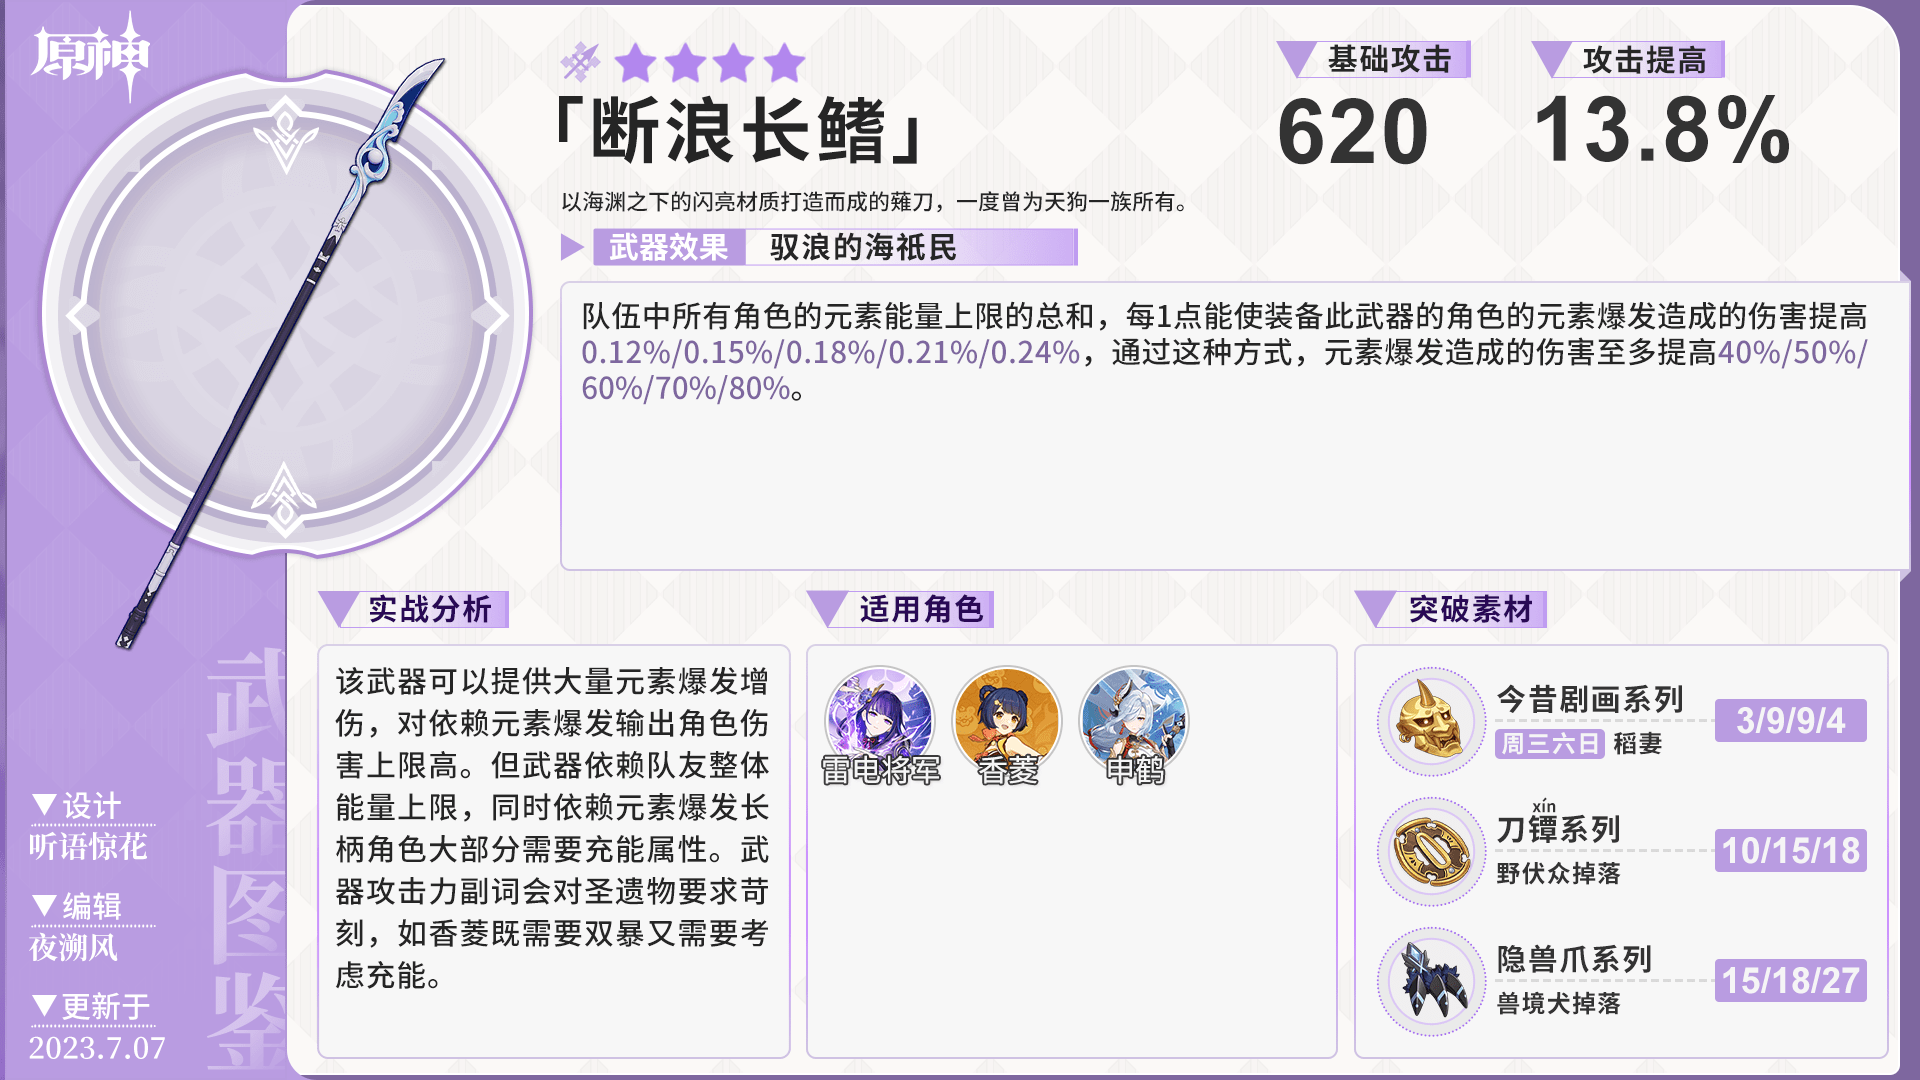 原神
「断浪长鳍」
基础攻击
620
攻击提高
13.8%
以海渊之下的闪亮材质打造而成的薙刀，一度曾为天狗一族所有。
武器效果
驭浪的海祇民
队伍中所有角色的元素能量上限的总和，每1点能使装备此武器的角色的元素爆发造成的伤害提高
0.12%/0.15%/0.18%/0.21%/0.24%，通过这种方式，元素爆发造成的伤害至多提高40%/50%/
60%/70%/80%。
实战分析
该武器可以提供大量元素爆发增
伤，对依赖元素爆发输出角色伤
害上限高。但武器依赖队友整体
能量上限，同时依赖元素爆发长
柄角色大部分需要充能属性。武
器攻击力副词会对圣遗物要求苛
刻，如香菱既需要双暴又需要考
虑充能。
适用角色
雷电将军
香菱
申鹤
突破素材
今昔剧画系列
周三六日 稻妻
3/9/9/4
xín
刀镡系列
野伏众掉落
10/15/18
隐兽爪系列
兽境犬掉落
15/18/27
武器图鉴
▼设计
听语惊花
▼编辑
夜溯风
▼更新于
2023.7.07